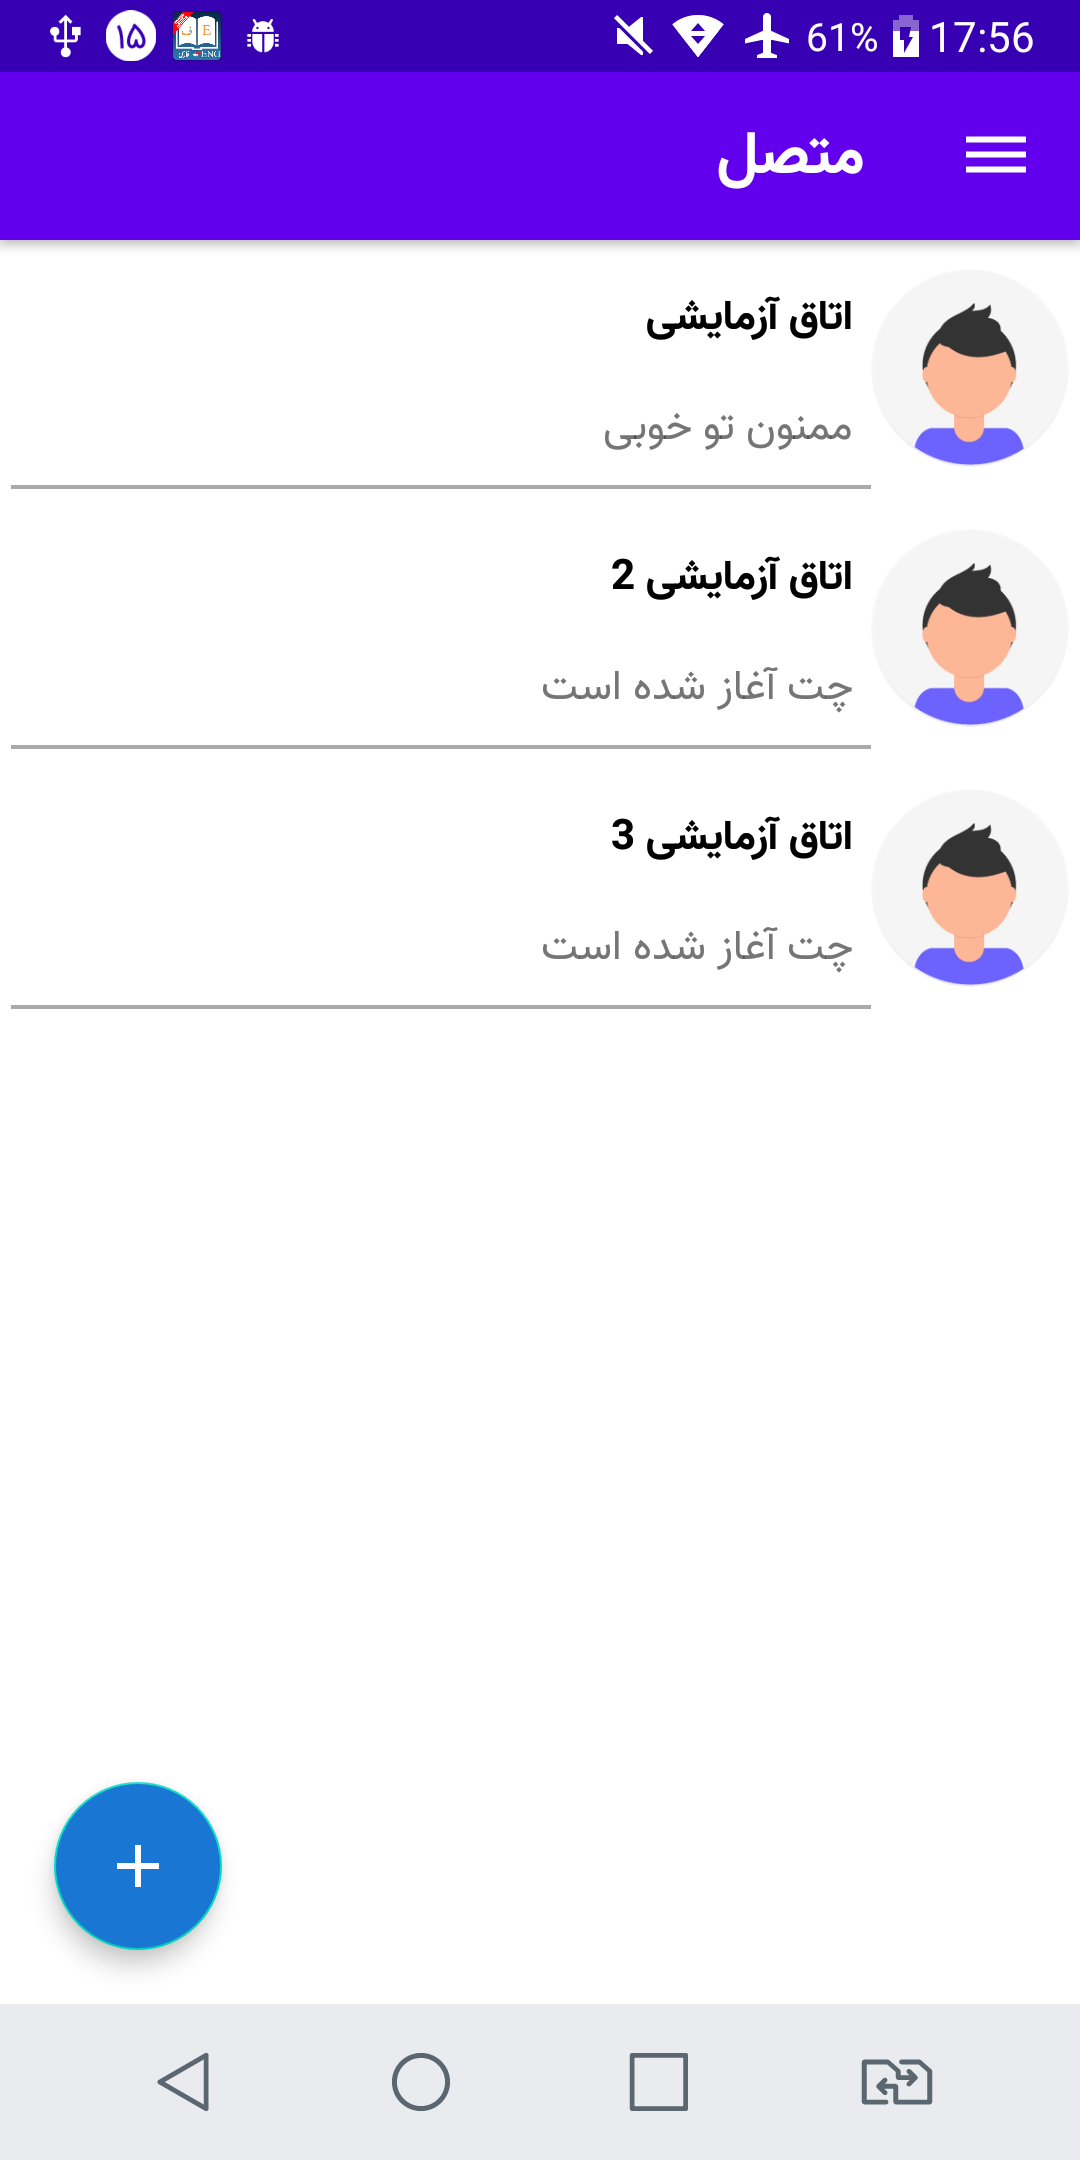 ۱۵
61%
17:56
متصل
اتاق آزمایشی
ممنون تو خوبی
اتاق آزمایشی 2
چت آغاز شده است
اتاق آزمایشی 3
چت آغاز شده است